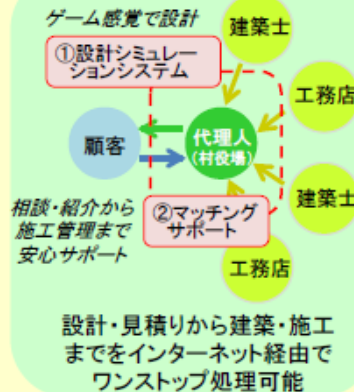 ゲーム感覚で設計
建築士
①設計シミュレー
ションシステム
工務店
顧客
代理人
(村役場)
建築士
相談・紹介から
施工管理まで
安心サポート
②マッチング
サポート
工務店
設計・見積りから建築・施工
までをインターネット経由で
ワンストップ処理可能